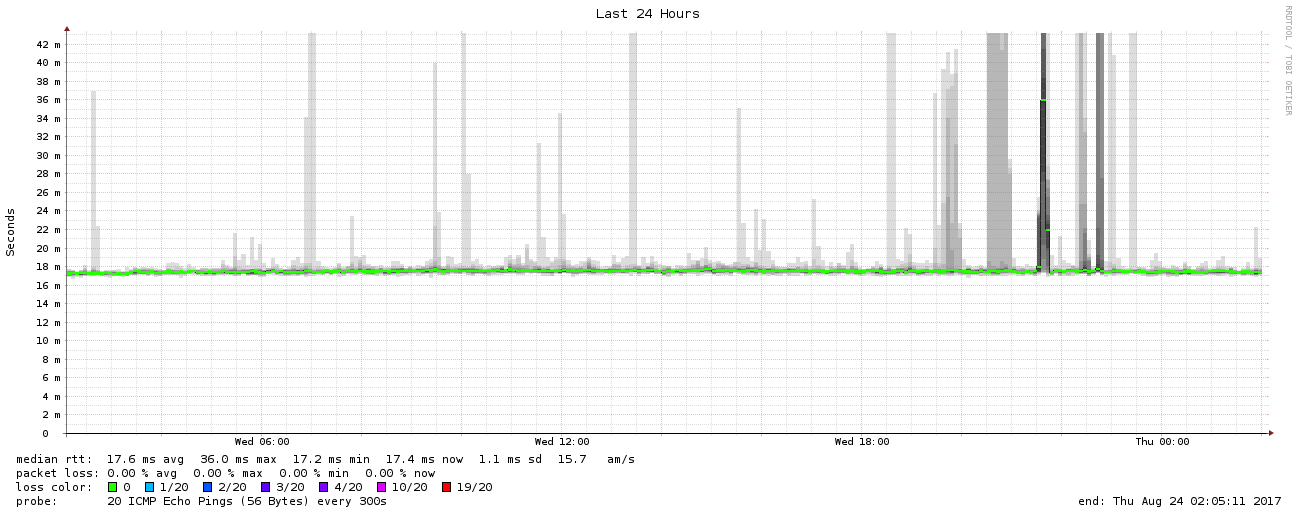 Last 24 Hours
RRDTOOL / TOBI OETIKER
Seconds
42 m
40 m
38 m
36 m
34 m
32 m
30 m
28 m
26 m
24 m
22 m
20 m
18 m
16 m
14 m
12 m
10 m
8 m
6 m
4 m
2 m
0
Wed 06:00 Wed 12:00 Wed 18:00 Thu 00:00
median rtt: 17.6 ms avg 36.0 ms max 17.2 ms min 17.4 ms now 1.1 ms sd 15.7 am/s
packet loss: 0.00 % avg 0.00 % max 0.00 % min 0.00 % now
loss color: 0 1/20 2/20 3/20 4/20 10/20 19/20
probe: 20 ICMP Echo Pings (56 Bytes) every 300s end: Thu Aug 24 02:05:11 2017